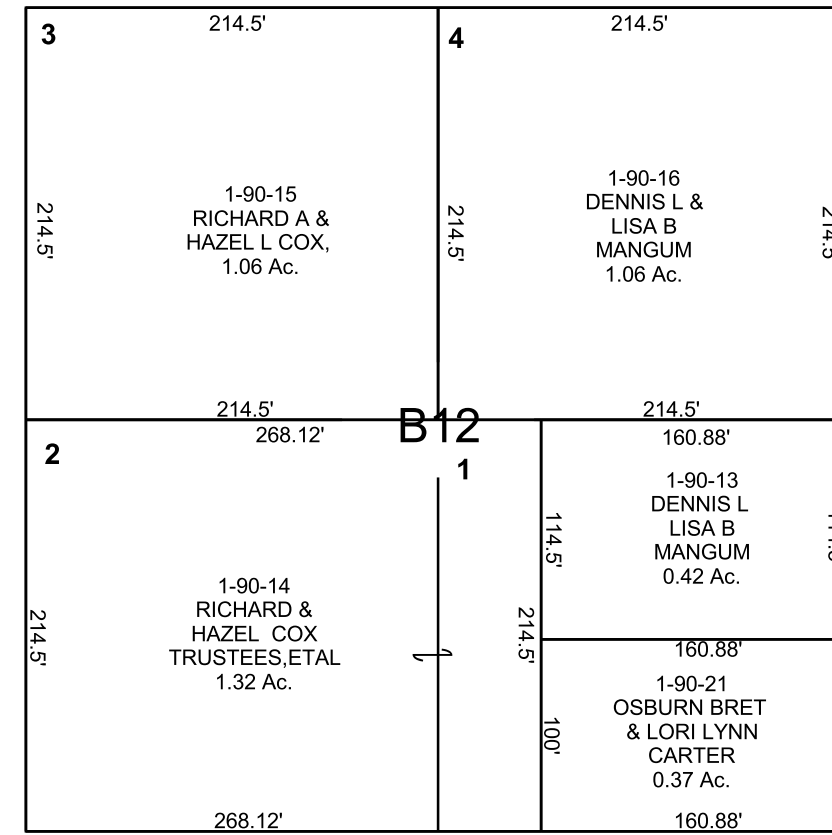 214.5'
214.5'
3
4
1-90-15
RICHARD A &
HAZEL L COX,
1.06 Ac.
1-90-16
DENNIS L &
LISA B
MANGUM
1.06 Ac.
214.5'
214.5'
214.5
214.5'
214.5'
B12
268.12'
160.88'
2
1
1-90-13
DENNIS L
LISA B
MANGUM
0.42 Ac.
114.5'
1-90-14
RICHARD &
HAZEL COX
TRUSTEES,ETAL
1.32 Ac.
214.5'
214.5'
160.88'
1-90-21
OSBURN BRET
& LORI LYNN
CARTER
0.37 Ac.
100'
268.12'
160.88'